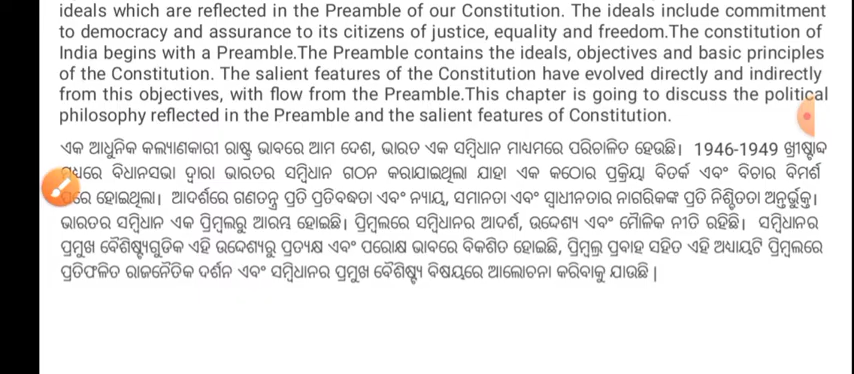 ideals which are reflected in the Preamble of our Constitution. The ideals include commitment
to democracy and assurance to its citizens of justice, equality and freedom.The constitution of
India begins with a Preamble.The Preamble contains the ideals, objectives and basic principles
of the Constitution. The salient features of the Constitution have evolved directly and indirectly
from this objectives, with flow from the Preamble.This chapter is going to discuss the political
philosophy reflected in the Preamble and the salient features of Constitution.
ଏକ ଆଧୁନିକ କଲ୍ୟାଣକାରୀ ରାଷ୍ଟ୍ର ଭାବରେ ଆମ ଦେଶ, ଭାରତ ଏକ ସମ୍ବିଧାନ ମାଧ୍ୟମରେ ପରିଚାଳିତ ହେଉଛି। 1946-1949 ଖ୍ରୀଷ୍ଟାବ୍ଦ
ମଧ୍ୟରେ ବିଧାନସଭା ଦ୍ୱାରା ଭାରତର ସମ୍ବିଧାନ ଗଠନ କରାଯାଇଥିଲା ଯାହା ଏକ କଠୋର ପ୍ରକ୍ରିୟା ବିତର୍କ ଏବଂ ବିଚାର ବିମର୍ଶ
ପରେ ହୋଇଥିଲା। ଆଦର୍ଶରେ ଗଣତନ୍ତ୍ର ପ୍ରତି ପ୍ରତିବଦ୍ଧତା ଏବଂ ନ୍ୟାୟ, ସମାନତା ଏବଂ ସ୍ୱାଧୀନତାର ନାଗରିକଙ୍କ ପ୍ରତି ନିଶ୍ଚିତତା ଅନ୍ତର୍ଭୁକ୍ତ।
ଭାରତର ସମ୍ବିଧାନ ଏକ ପ୍ରିମ୍ବଲରୁ ଆରମ୍ଭ ହୋଇଛି। ପ୍ରିମ୍ବଲରେ ସମ୍ବିଧାନର ଆଦର୍ଶ, ଉଦ୍ଦେଶ୍ୟ ଏବଂ ମୌଳିକ ନୀତି ରହିଛି। ସମ୍ବିଧାନର
ପ୍ରମୁଖ ବୈଶିଷ୍ଟ୍ୟଗୁଡିକ ଏହି ଉଦ୍ଦେଶ୍ୟରୁ ପ୍ରତ୍ୟକ୍ଷ ଏବଂ ପରୋକ୍ଷ ଭାବରେ ବିକଶିତ ହୋଇଛି, ପ୍ରିମ୍ବଲ୍ର ପ୍ରବାହ ସହିତ ଏହି ଅଧ୍ୟାୟଟି ପ୍ରିମ୍ବଲରେ
ପ୍ରତିଫଳିତ ରାଜନୈତିକ ଦର୍ଶନ ଏବଂ ସମ୍ବିଧାନର ପ୍ରମୁଖ ବୈଶିଷ୍ଟ୍ୟ ବିଷୟରେ ଆଲୋଚନା କରିବାକୁ ଯାଉଛି |